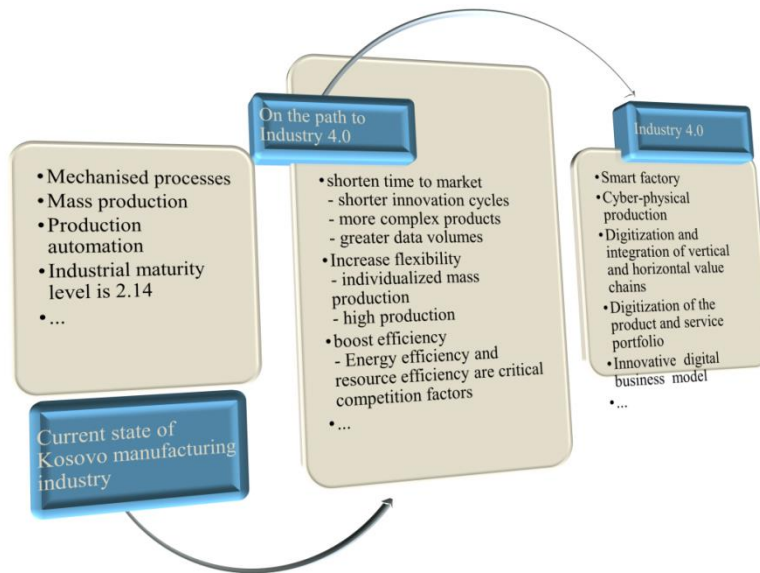 • Mechanised processes
• Mass production
• Production
automation
• Industrial maturity
level is 2.14
• ...
Current state of
Kosovo manufacturing
industry
On the path to
Industry 4.0
•shorten time to market
- shorter innovation cycles
- more complex products
- greater data volumes
•Increase flexibility
- individualized mass
production
- high production
•boost efficiency
- Energy efficiency and
resource efficiency are critical
competition factors
•...
Industry 4.0
•Smart factory
•Cyber-physical
production
•Digitization and
integration of vertical
and horizontal value
chains
•Digitization of the
product and service
portfolio
•Innovative digital
business model
•...